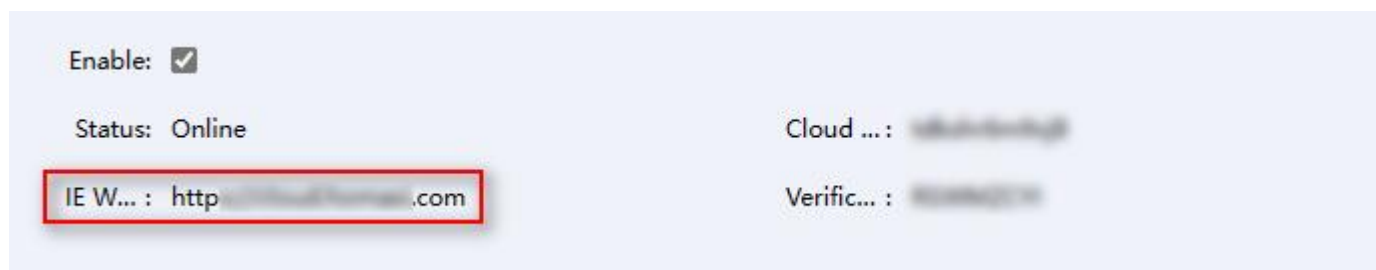 Enable:
Status: Online Cloud ...:
IE W... : http .com Verific... :